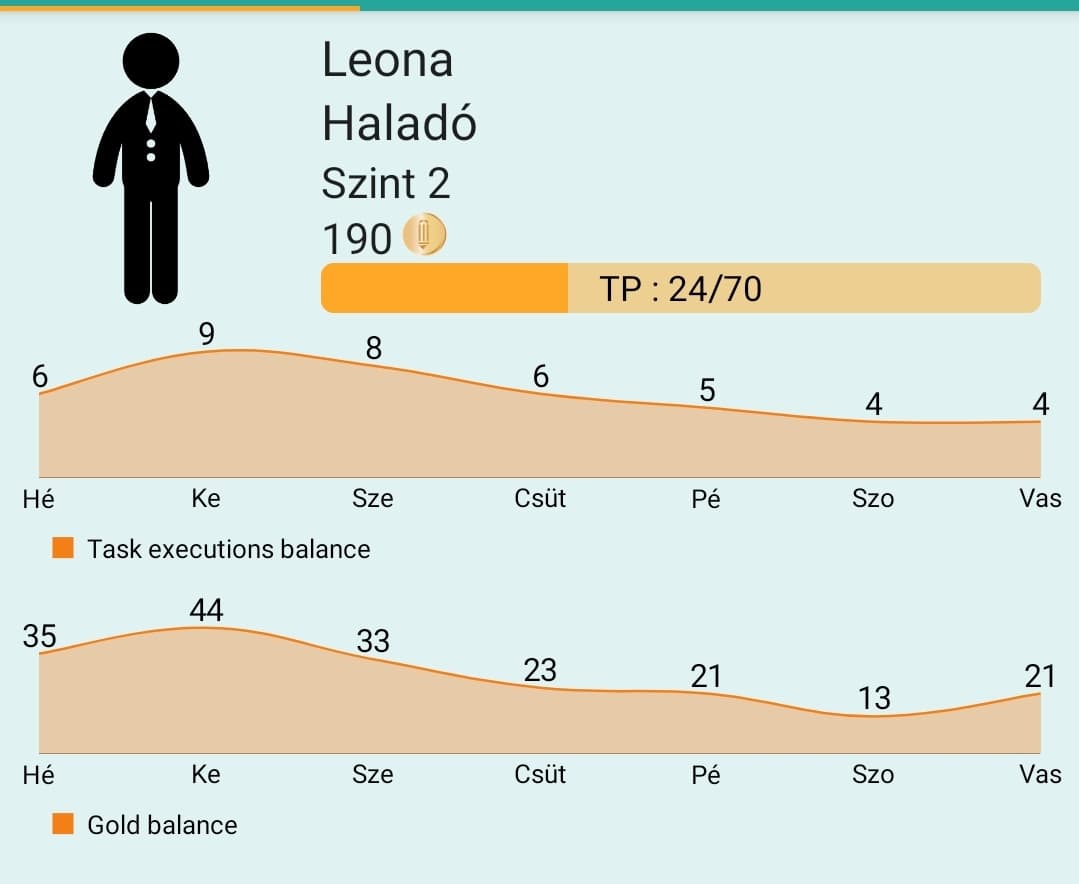 Leona
Haladó
Szint 2
190
TP : 24/70
6 9 8 6 5 4 4
Hé Ke Sze Csüt Pé Szo Vas
Task executions balance
35 44 33 23 21 13 21
Hé Ke Sze Csüt Pé Szo Vas
Gold balance